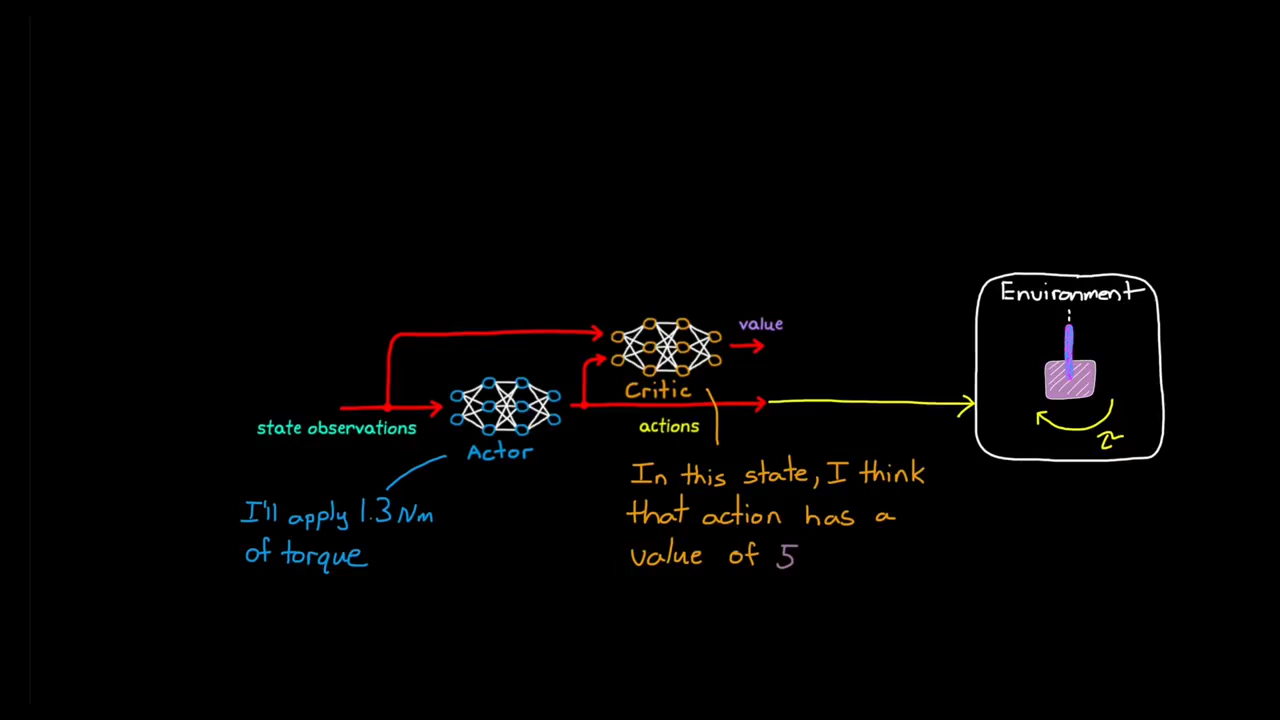 Environment
value
Critic
state observations
actions
Actor
τ
I'll apply 1.3 Nm
of torque
In this state, I think
that action has a
value of 5